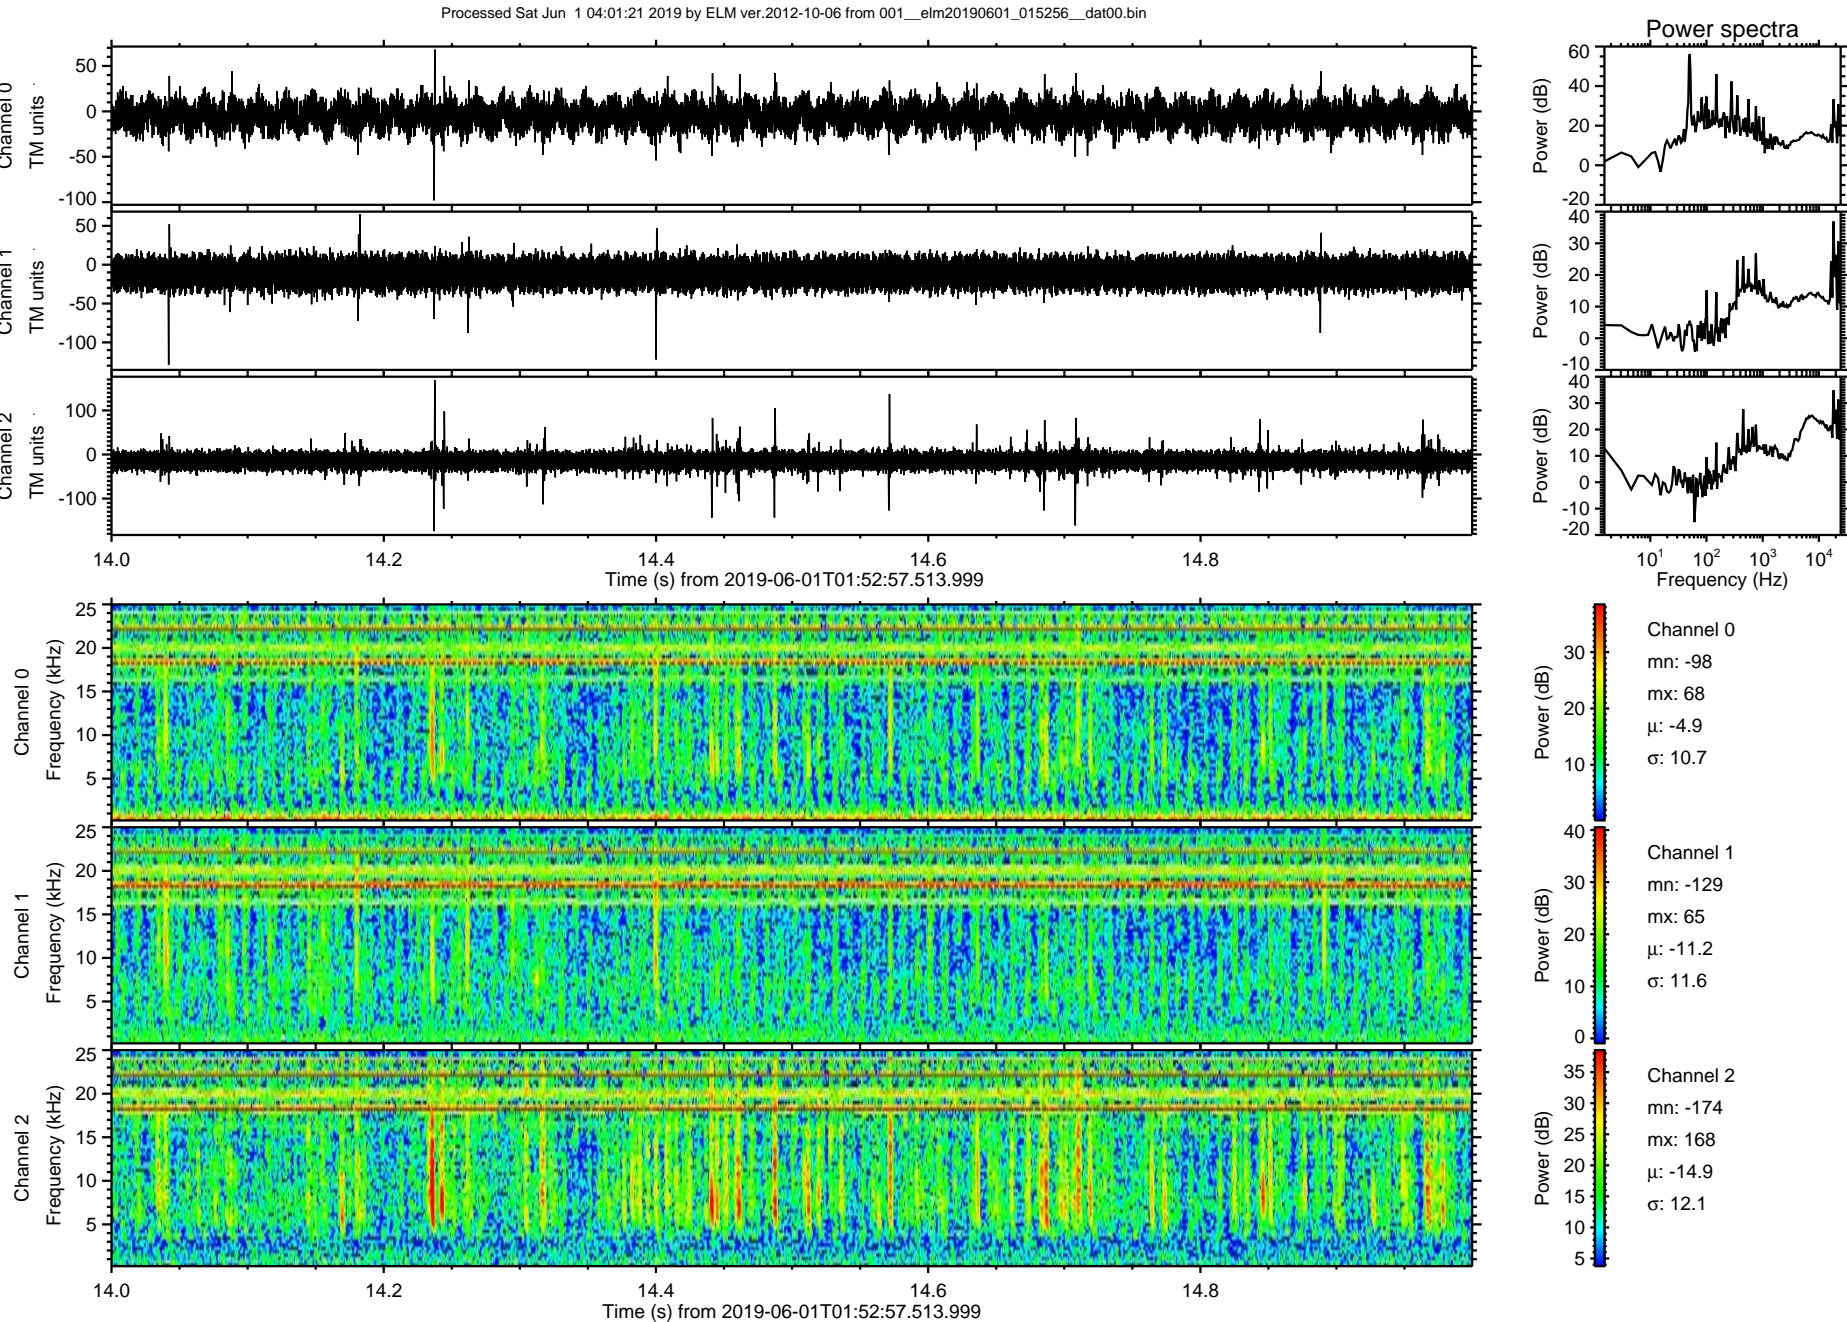 Processed Sat Jun  1 04:01:21 2019 by ELM ver.2012-10-06 from 001__elm20190601_015256__dat00.bin
Power spectra
Channel 0
TM units
50
0
-50
-100
Power (dB)
60
40
20
0
-20
Channel 1
TM units
50
0
-50
-100
Power (dB)
40
30
20
10
0
-10
Channel 2
TM units
100
0
-100
Power (dB)
40
30
20
10
0
-10
-20
14.0 14.2 14.4 14.6 14.8
Time (s) from 2019-06-01T01:52:57.513.999
10^1 10^2 10^3 10^4
Frequency (Hz)
Channel 0
Frequency (kHz)
25
20
15
10
5
Power (dB)
30
20
10
Channel 0
mn: -98
mx: 68
μ: -4.9
σ: 10.7
Channel 1
Frequency (kHz)
25
20
15
10
5
Power (dB)
40
30
20
10
0
Channel 1
mn: -129
mx: 65
μ: -11.2
σ: 11.6
Channel 2
Frequency (kHz)
25
20
15
10
5
Power (dB)
35
30
25
20
15
10
5
Channel 2
mn: -174
mx: 168
μ: -14.9
σ: 12.1
14.0 14.2 14.4 14.6 14.8
Time (s) from 2019-06-01T01:52:57.513.999